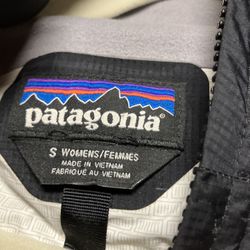 patagonia
S WOMENS/FEMMES
MADE IN VIETNAM
FABRIQUÉ AU VIETNAM